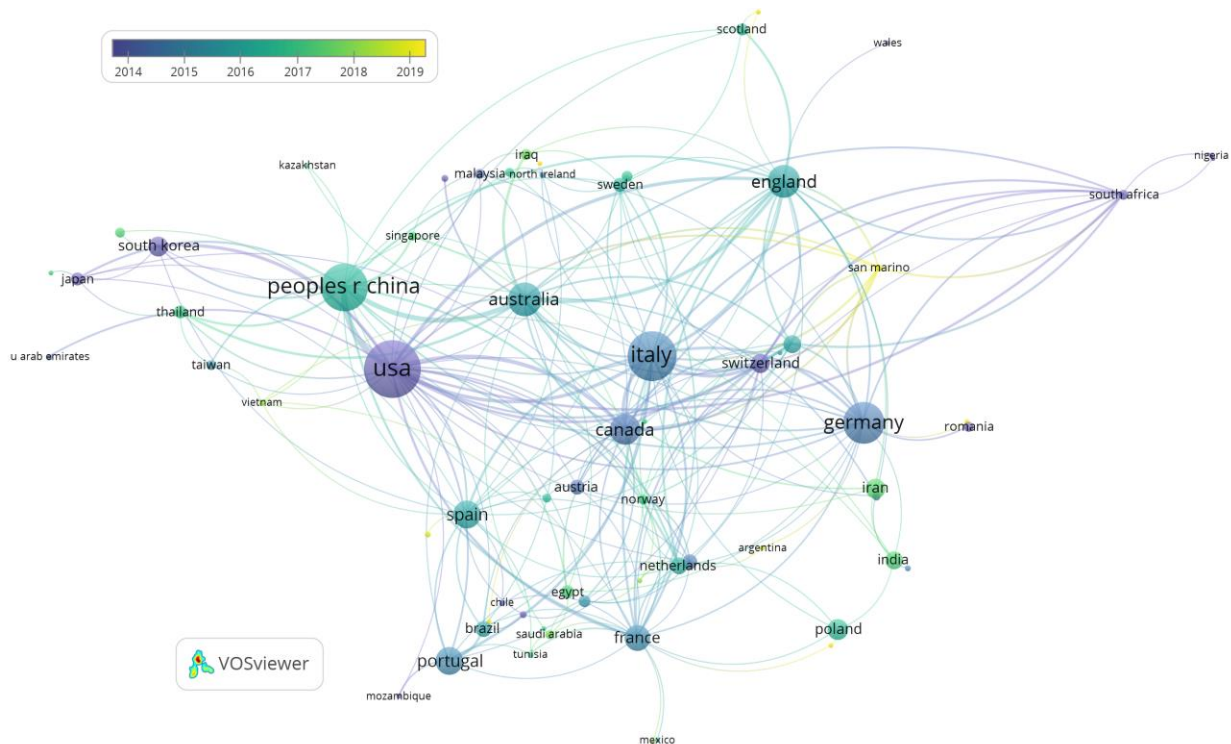 scotland
wales
2014 2015 2016 2017 2018 2019
iraq
nigeria
kazakhstan
malaysia
north ireland
sweden
england
south africa
singapore
south korea
san marino
japan
peoples r china
australia
thailand
u arab emirates
taiwan
usa
italy
switzerland
vietnam
canada
germany
romania
austria
norway
iran
spain
argentina
netherlands
india
egypt
chile
brazil
saudi arabia
france
poland
tunisia
portugal
VOSviewer
mozambique
mexico